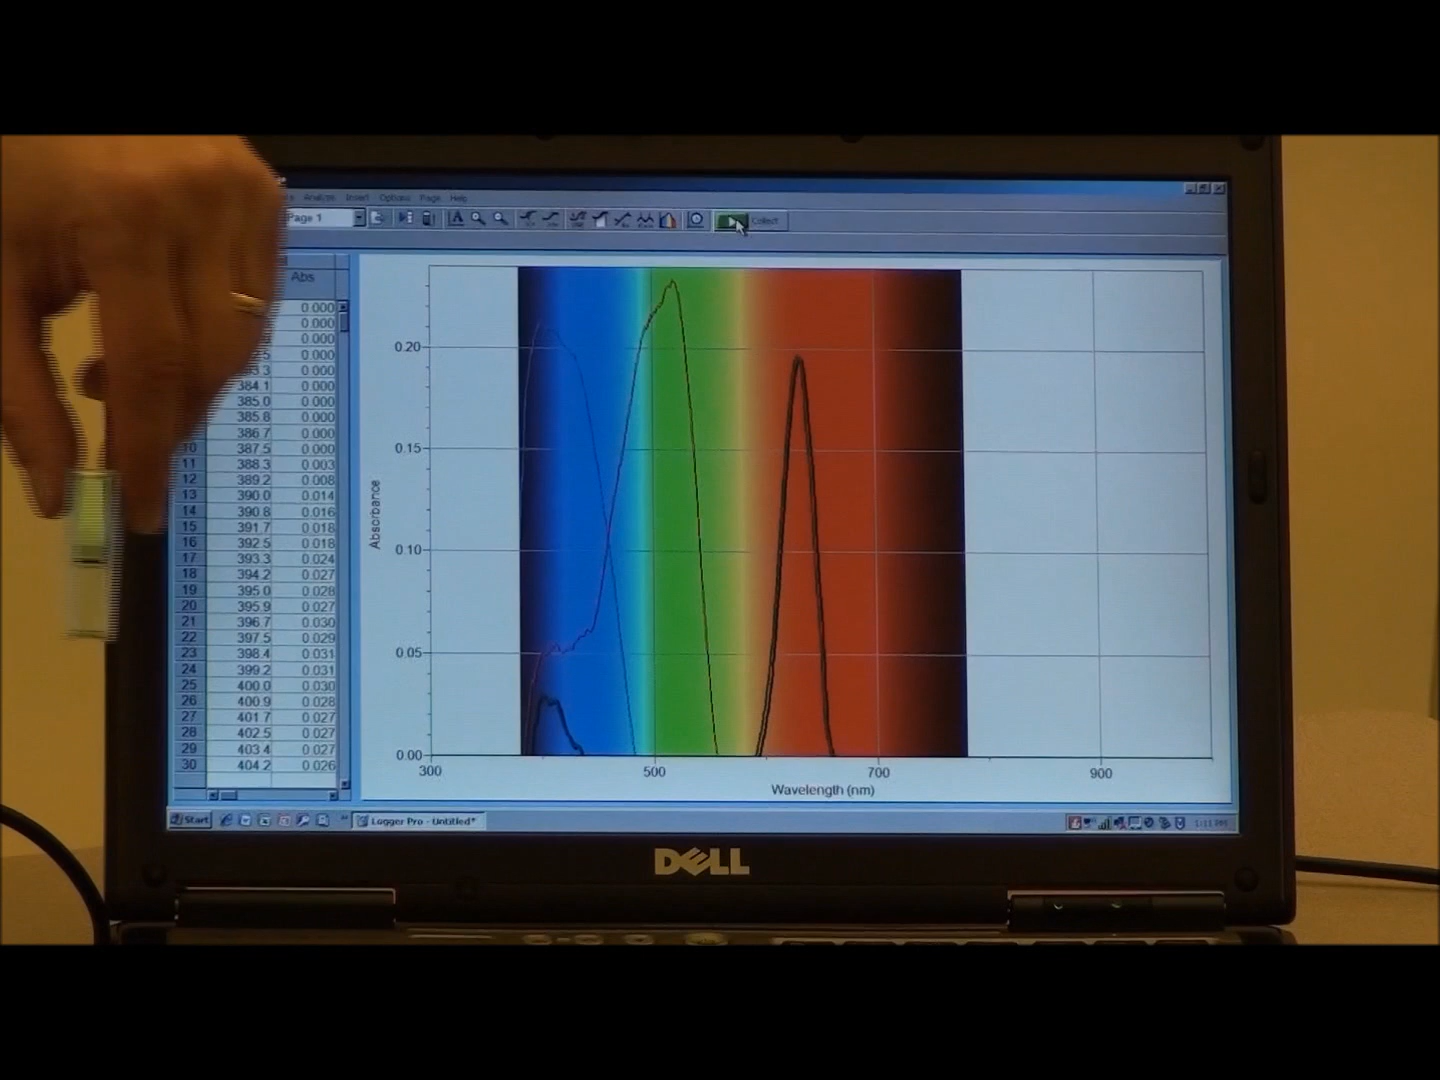 Analyze Insert Options Page Help
Page 1
Collect
Abs
0.000
0.000
0.000
0.000
0.000
384.1 0.000
385.0 0.000
385.8 0.000
386.7 0.000
10 387.5 0.000
11 388.3 0.003
12 389.2 0.008
13 390.0 0.014
14 390.8 0.016
15 391.7 0.018
16 392.5 0.018
17 393.3 0.024
18 394.2 0.027
19 395.0 0.028
20 395.9 0.027
21 396.7 0.030
22 397.5 0.029
23 398.4 0.031
24 399.2 0.031
25 400.0 0.030
26 400.9 0.028
27 401.7 0.027
28 402.5 0.027
29 403.4 0.027
30 404.2 0.026
Absorbance
0.20
0.15
0.10
0.05
0.00
300 500 700 900
Wavelength (nm)
Start
Logger Pro - Untitled*
DELL